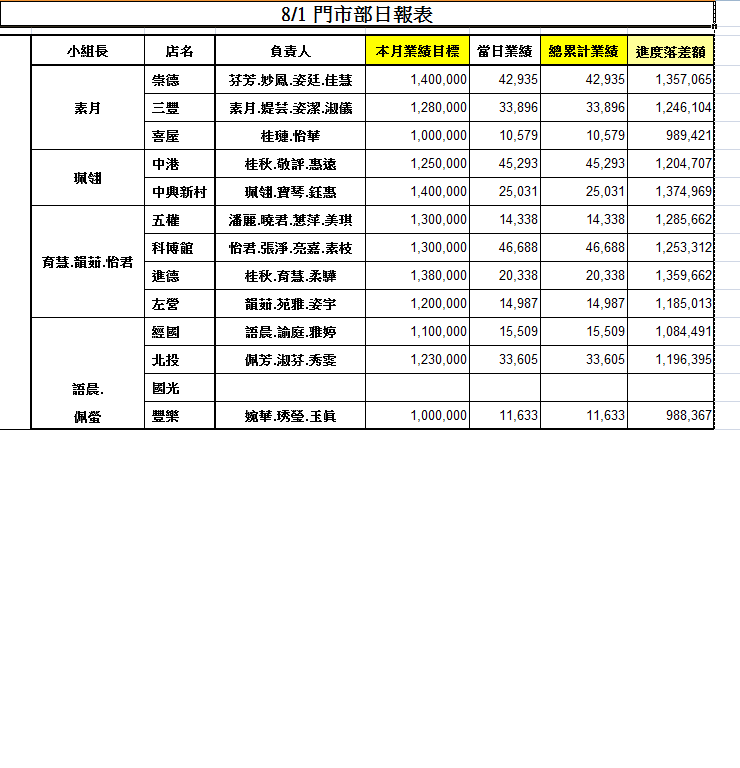 8/1 門市部日報表
小組長 店名 負責人 本月業績目標 當日業績 總累計業績 進度落差額
素月 崇德 芬芳.妙鳳.姿廷.佳慧 1,400,000 42,935 42,935 1,357,065
三豐 素月.緹芸.姿潔.淑儀 1,280,000 33,896 33,896 1,246,104
喜屋 桂璉.怡華 1,000,000 10,579 10,579 989,421
珮翎 中港 桂秋.敬評.惠遠 1,250,000 45,293 45,293 1,204,707
中興新村 珮翎.寶琴.鈺惠 1,400,000 25,031 25,031 1,374,969
育慧.韻茹.怡君 五權 潘麗.曉君.蕙萍.美琪 1,300,000 14,338 14,338 1,285,662
科博館 怡君.張淨.亮嘉.素枝 1,300,000 46,688 46,688 1,253,312
進德 桂秋.育慧.柔驊 1,380,000 20,338 20,338 1,359,662
左營 韻茹.苑雅.姿宇 1,200,000 14,987 14,987 1,185,013
經國 語晨.諭庭.雅婷 1,100,000 15,509 15,509 1,084,491
北投 佩芳.淑芬.秀雯 1,230,000 33,605 33,605 1,196,395
語晨. 國光
佩螢 豐樂 婉華.琇瑩.玉眞 1,000,000 11,633 11,633 988,367